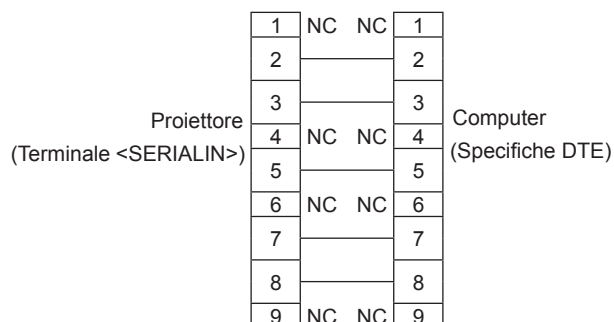 1 NC NC 1
2 2
3 3
Proiettore
(Terminale <SERIALIN>)
4 NC NC 4
Computer
(Specifiche DTE)
5 5
6 NC NC 6
7 7
8 8
9 NC NC 9